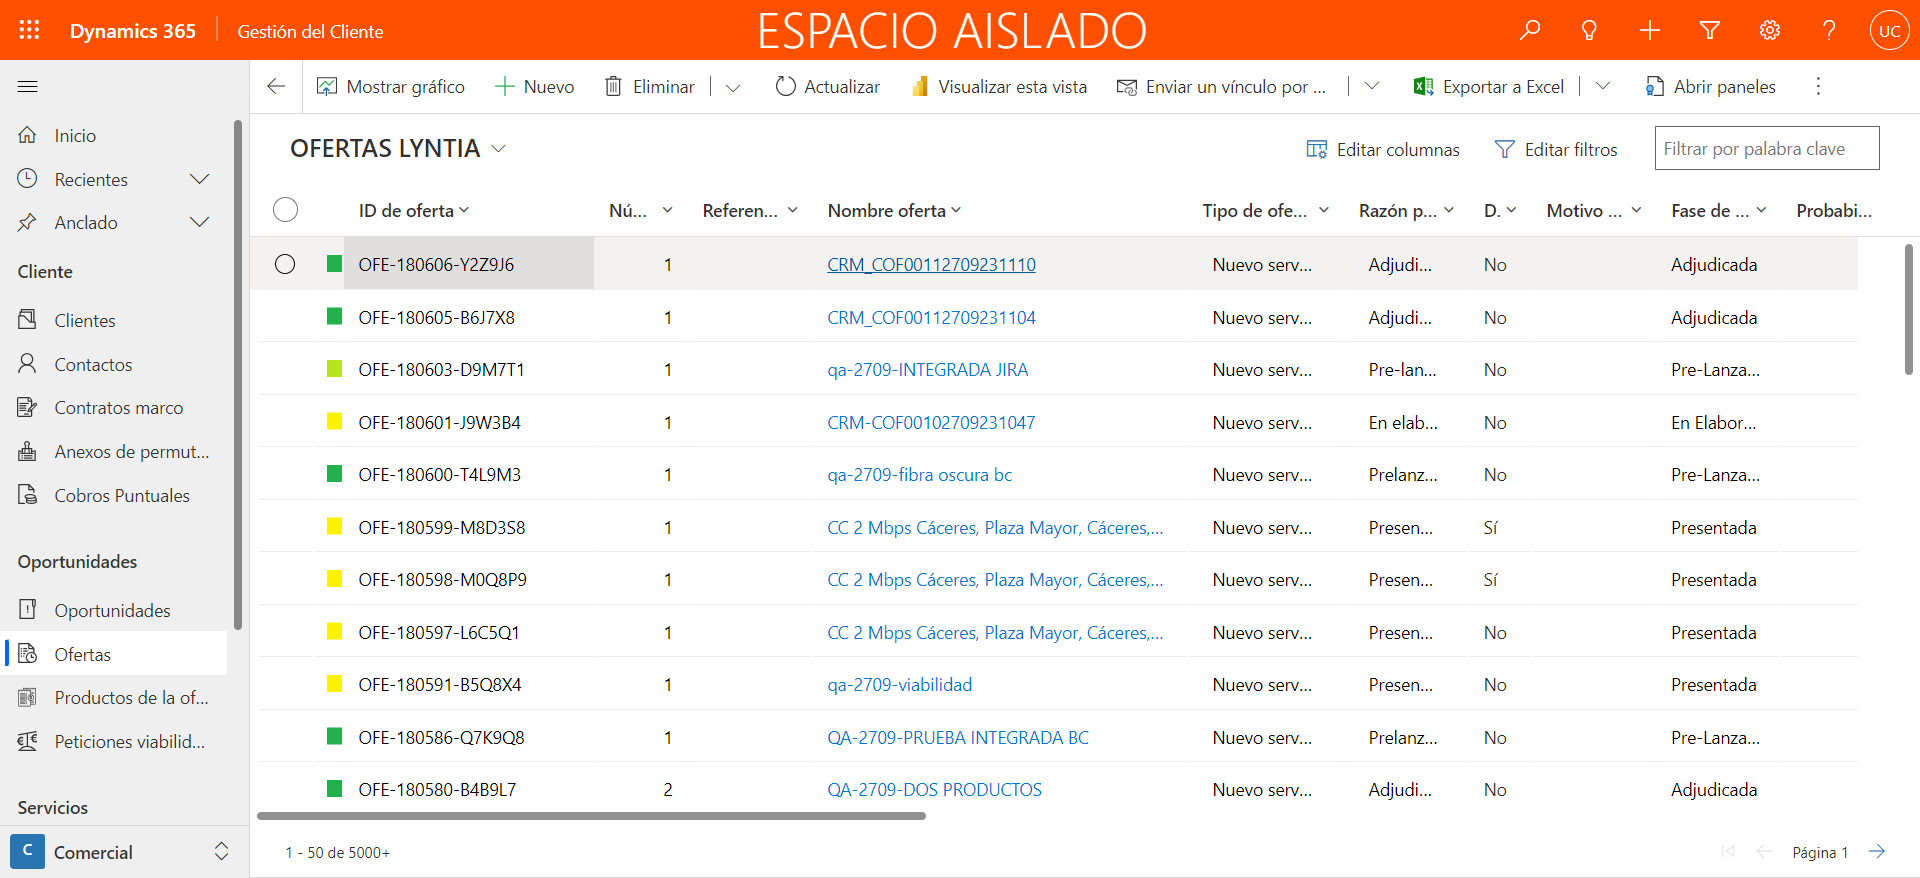 Dynamics 365 Gestión del Cliente ESPACIO AISLADO UC
Mostrar gráfico Nuevo Eliminar Actualizar Visualizar esta vista Enviar un vínculo por ... Exportar a Excel Abrir paneles
Inicio
Recientes
Anclado
Cliente
Clientes
Contactos
Contratos marco
Anexos de permut...
Cobros Puntuales
Oportunidades
Oportunidades
Ofertas
Productos de la of...
Peticiones viabilid...
Servicios
C Comercial
OFERTAS LYNTIA Editar columnas Editar filtros Filtrar por palabra clave
ID de oferta Nú... Referen... Nombre oferta Tipo de ofe... Razón p... D. Motivo ... Fase de ... Probabi...
OFE-180606-Y2Z9J6 1 CRM_COF00112709231110 Nuevo serv... Adjudi... No Adjudicada
OFE-180605-B6J7X8 1 CRM_COF00112709231104 Nuevo serv... Adjudi... No Adjudicada
OFE-180603-D9M7T1 1 qa-2709-INTEGRADA JIRA Nuevo serv... Pre-lan... No Pre-Lanza...
OFE-180601-J9W3B4 1 CRM-COF00102709231047 Nuevo serv... En elab... No En Elabor...
OFE-180600-T4L9M3 1 qa-2709-fibra oscura bc Nuevo serv... Prelanz... No Pre-Lanza...
OFE-180599-M8D3S8 1 CC 2 Mbps Cáceres, Plaza Mayor, Cáceres,... Nuevo serv... Presen... Sí Presentada
OFE-180598-M0Q8P9 1 CC 2 Mbps Cáceres, Plaza Mayor, Cáceres,... Nuevo serv... Presen... Sí Presentada
OFE-180597-L6C5Q1 1 CC 2 Mbps Cáceres, Plaza Mayor, Cáceres,... Nuevo serv... Presen... No Presentada
OFE-180591-B5Q8X4 1 qa-2709-viabilidad Nuevo serv... Presen... No Presentada
OFE-180586-Q7K9Q8 1 QA-2709-PRUEBA INTEGRADA BC Nuevo serv... Prelanz... No Pre-Lanza...
OFE-180580-B4B9L7 2 QA-2709-DOS PRODUCTOS Nuevo serv... Adjudi... No Adjudicada
1 - 50 de 5000+ Página 1